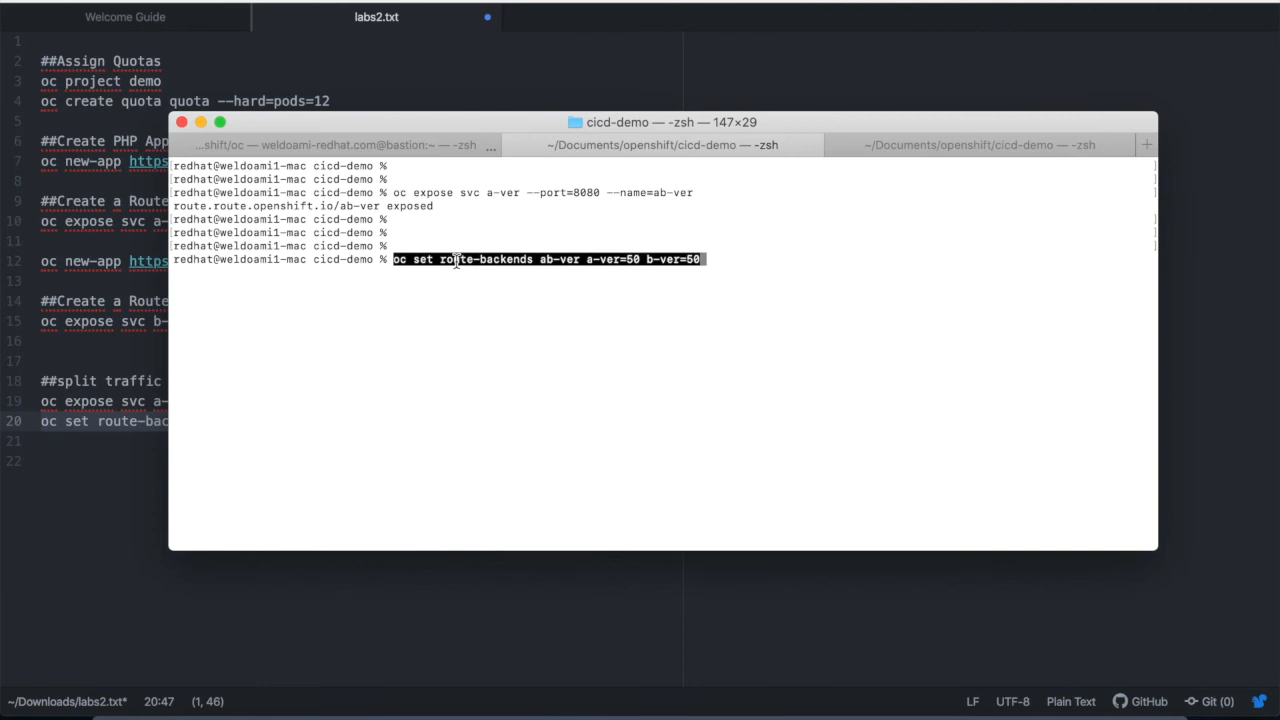 Welcome Guide
labs2.txt
1
2 ##Assign Quotas
3 oc project demo
4 oc create quota quota --hard=pods=12
5
6 ##Create PHP App
7 oc new-app https
8
9 ##Create a Route
10 oc expose svc a-
11
12 oc new-app https
13
14 ##Create a Route
15 oc expose svc b-
16
17
18 ##split traffic
19 oc expose svc a-
20 oc set route-bac
21
22
cicd-demo — -zsh — 147×29
...shift/oc — weldoami-redhat.com@bastion:~ — -zsh ...
~/Documents/openshift/cicd-demo — -zsh
~/Documents/openshift/cicd-demo — -zsh
+
[redhat@weldoami1-mac cicd-demo % ]
[redhat@weldoami1-mac cicd-demo % ]
[redhat@weldoami1-mac cicd-demo % oc expose svc a-ver --port=8080 --name=ab-ver ]
route.route.openshift.io/ab-ver exposed
[redhat@weldoami1-mac cicd-demo % ]
[redhat@weldoami1-mac cicd-demo % ]
[redhat@weldoami1-mac cicd-demo % ]
redhat@weldoami1-mac cicd-demo % oc set route-backends ab-ver a-ver=50 b-ver=50
~/Downloads/labs2.txt* 20:47 (1, 46)
LF UTF-8 Plain Text GitHub Git (0)